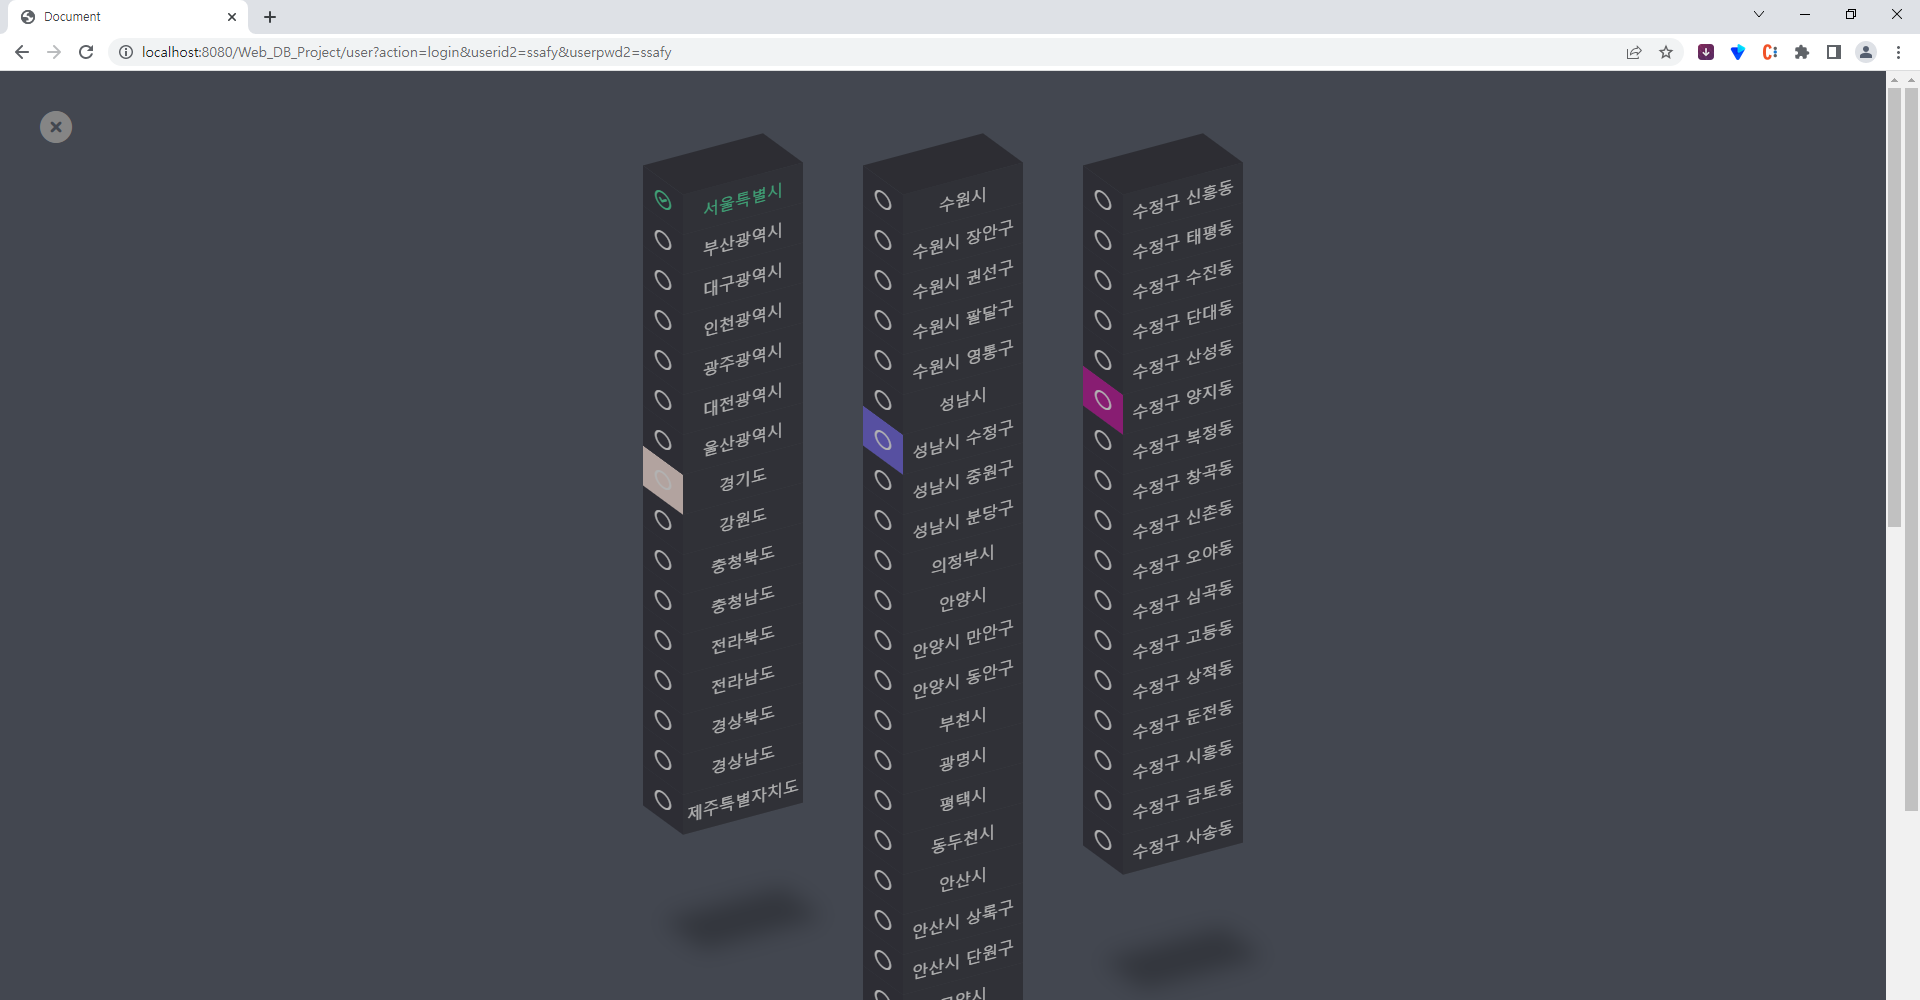 Document
localhost:8080/Web_DB_Project/user?action=login&userid2=ssafy&userpwd2=ssafy
서울특별시
부산광역시
대구광역시
인천광역시
광주광역시
대전광역시
울산광역시
경기도
강원도
충청북도
충청남도
전라북도
전라남도
경상북도
경상남도
제주특별자치도
수원시
수원시 장안구
수원시 권선구
수원시 팔달구
수원시 영통구
성남시
성남시 수정구
성남시 중원구
성남시 분당구
의정부시
안양시
안양시 만안구
안양시 동안구
부천시
광명시
평택시
동두천시
안산시
안산시 상록구
안산시 단원구
수정구 신흥동
수정구 태평동
수정구 수진동
수정구 단대동
수정구 산성동
수정구 양지동
수정구 복정동
수정구 창곡동
수정구 신촌동
수정구 오야동
수정구 심곡동
수정구 고등동
수정구 상적동
수정구 둔전동
수정구 시흥동
수정구 금토동
수정구 사송동